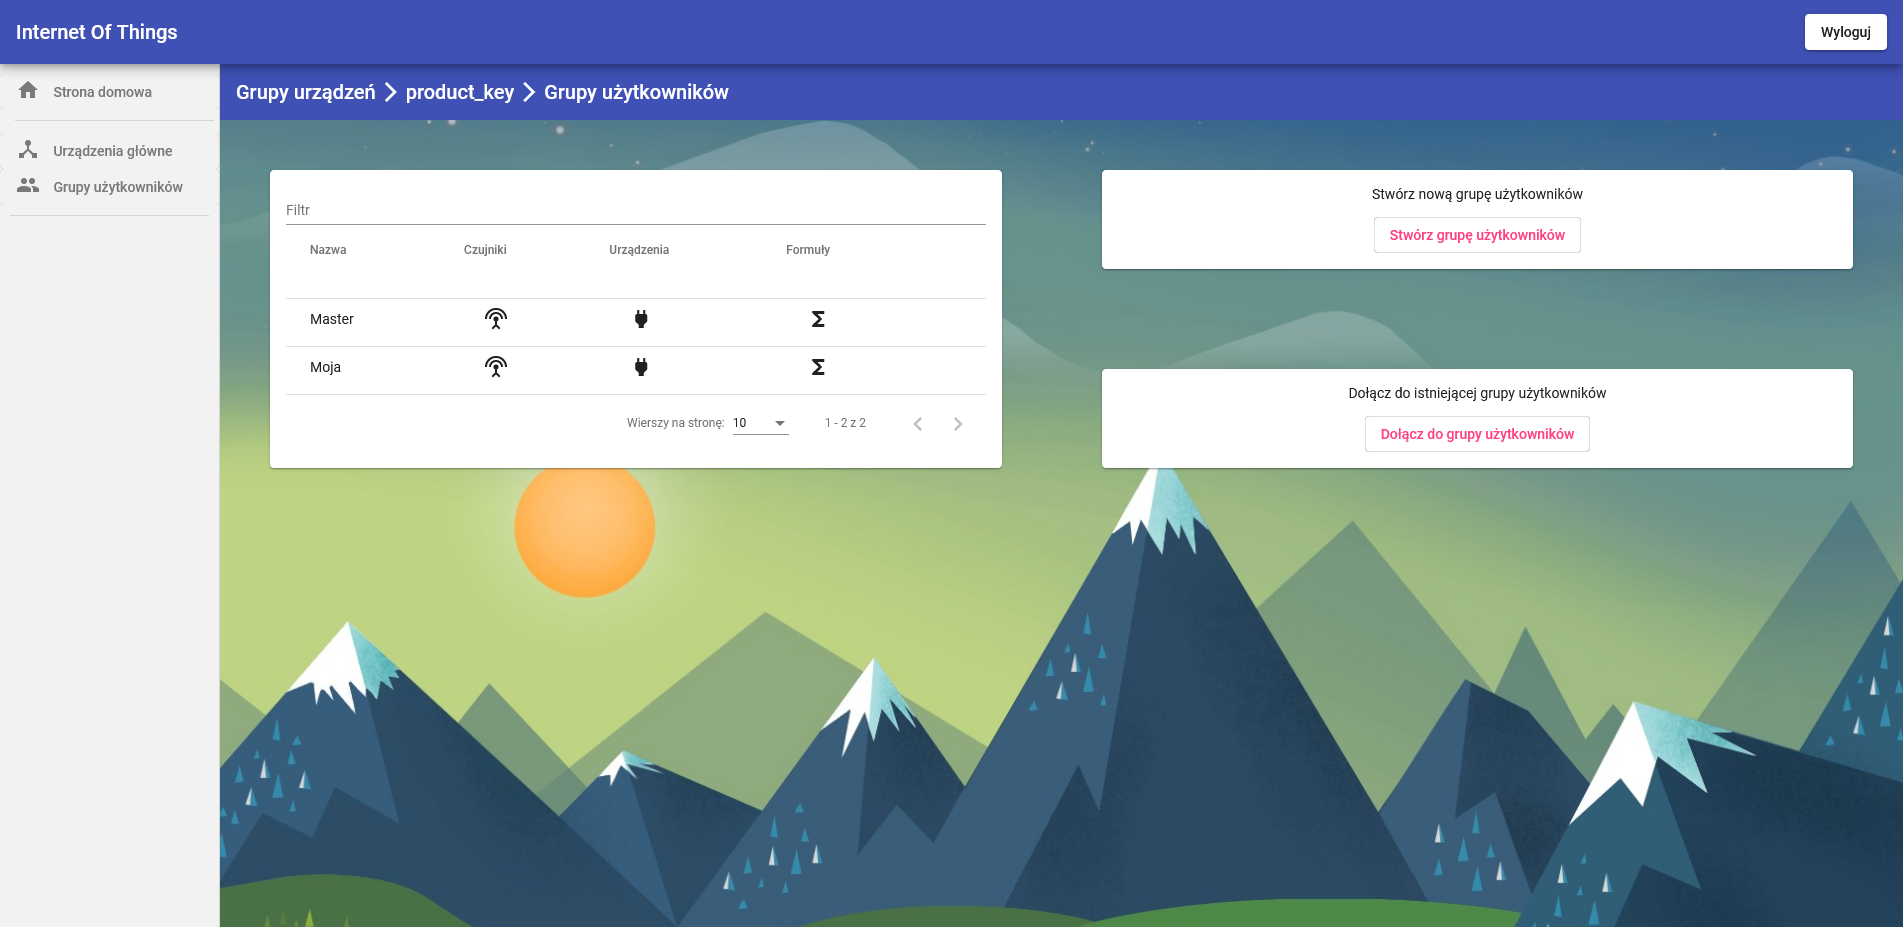 Internet Of Things
Wyloguj
Strona domowa
Urządzenia główne
Grupy użytkowników
Grupy urządzeń product_key Grupy użytkowników
Filtr
Nazwa Czujniki Urządzenia Formuły
Master
Moja
Wierszy na stronę: 10 1 - 2 z 2
Stwórz nową grupę użytkowników
Stwórz grupę użytkowników
Dołącz do istniejącej grupy użytkowników
Dołącz do grupy użytkowników